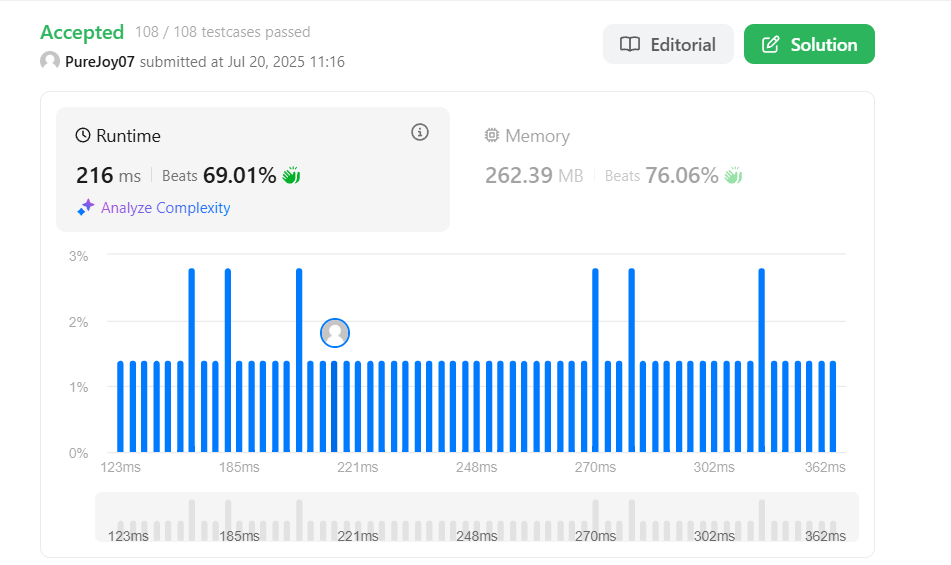 Accepted 108 / 108 testcases passed
Editorial
Solution
PureJoy07 submitted at Jul 20, 2025 11:16
Runtime
216 ms Beats 69.01%
Analyze Complexity
Memory
262.39 MB Beats 76.06%
3%
2%
1%
0%
123ms 185ms 221ms 248ms 270ms 302ms 362ms
123ms 185ms 221ms 248ms 270ms 302ms 362ms